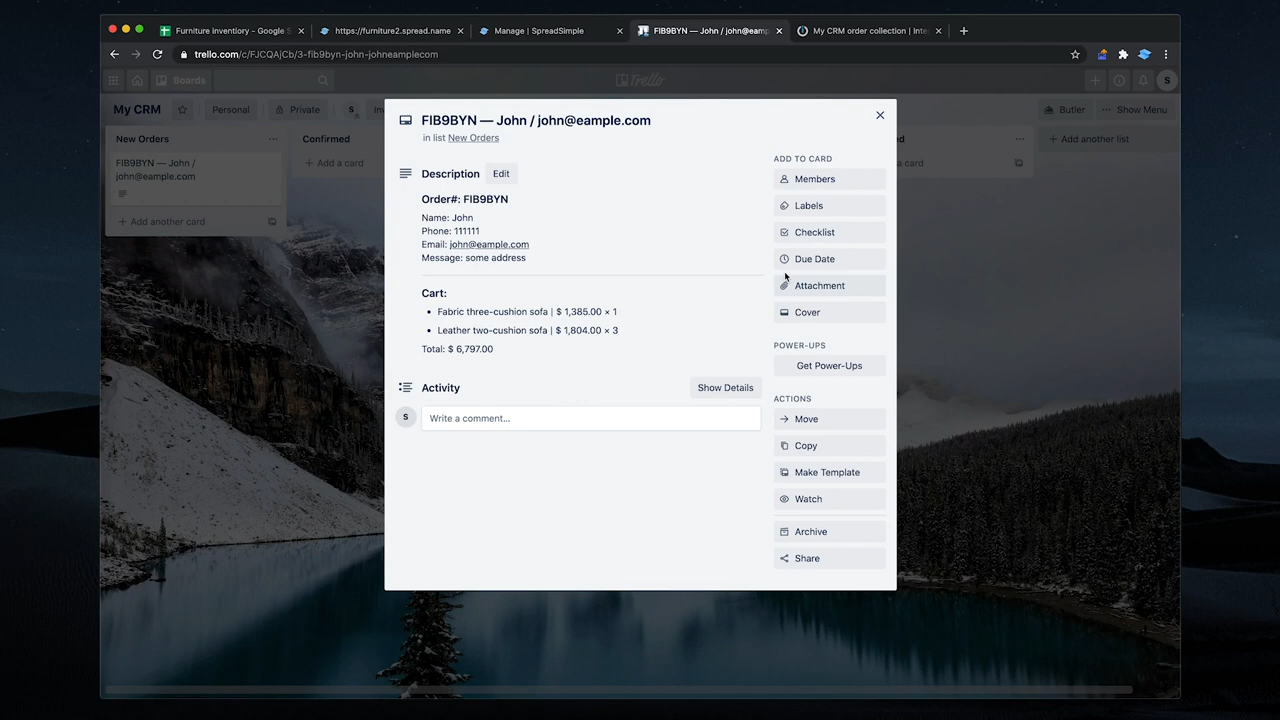 Furniture inventiory - Google S
https://furniture2.spread.name
Manage | SpreadSimple
FIB9BYN — John / john@eamp
My CRM order collection | Inte
trello.com/c/FJCQAjCb/3-fib9byn-john-johneamplecom
Boards
Trello
S
My CRM
Personal
Private
S
Inv
Butler
Show Menu
New Orders
FIB9BYN — John /
john@eample.com
+ Add another card
Confirmed
+ Add a card
+ Add another list
FIB9BYN — John / john@eample.com
in list New Orders
Description
Edit
Order#: FIB9BYN
Name: John
Phone: 111111
Email: john@eample.com
Message: some address
Cart:
• Fabric three-cushion sofa | $ 1,385.00 × 1
• Leather two-cushion sofa | $ 1,804.00 × 3
Total: $ 6,797.00
Activity
Show Details
S
Write a comment...
ADD TO CARD
Members
Labels
Checklist
Due Date
Attachment
Cover
POWER-UPS
Get Power-Ups
ACTIONS
Move
Copy
Make Template
Watch
Archive
Share